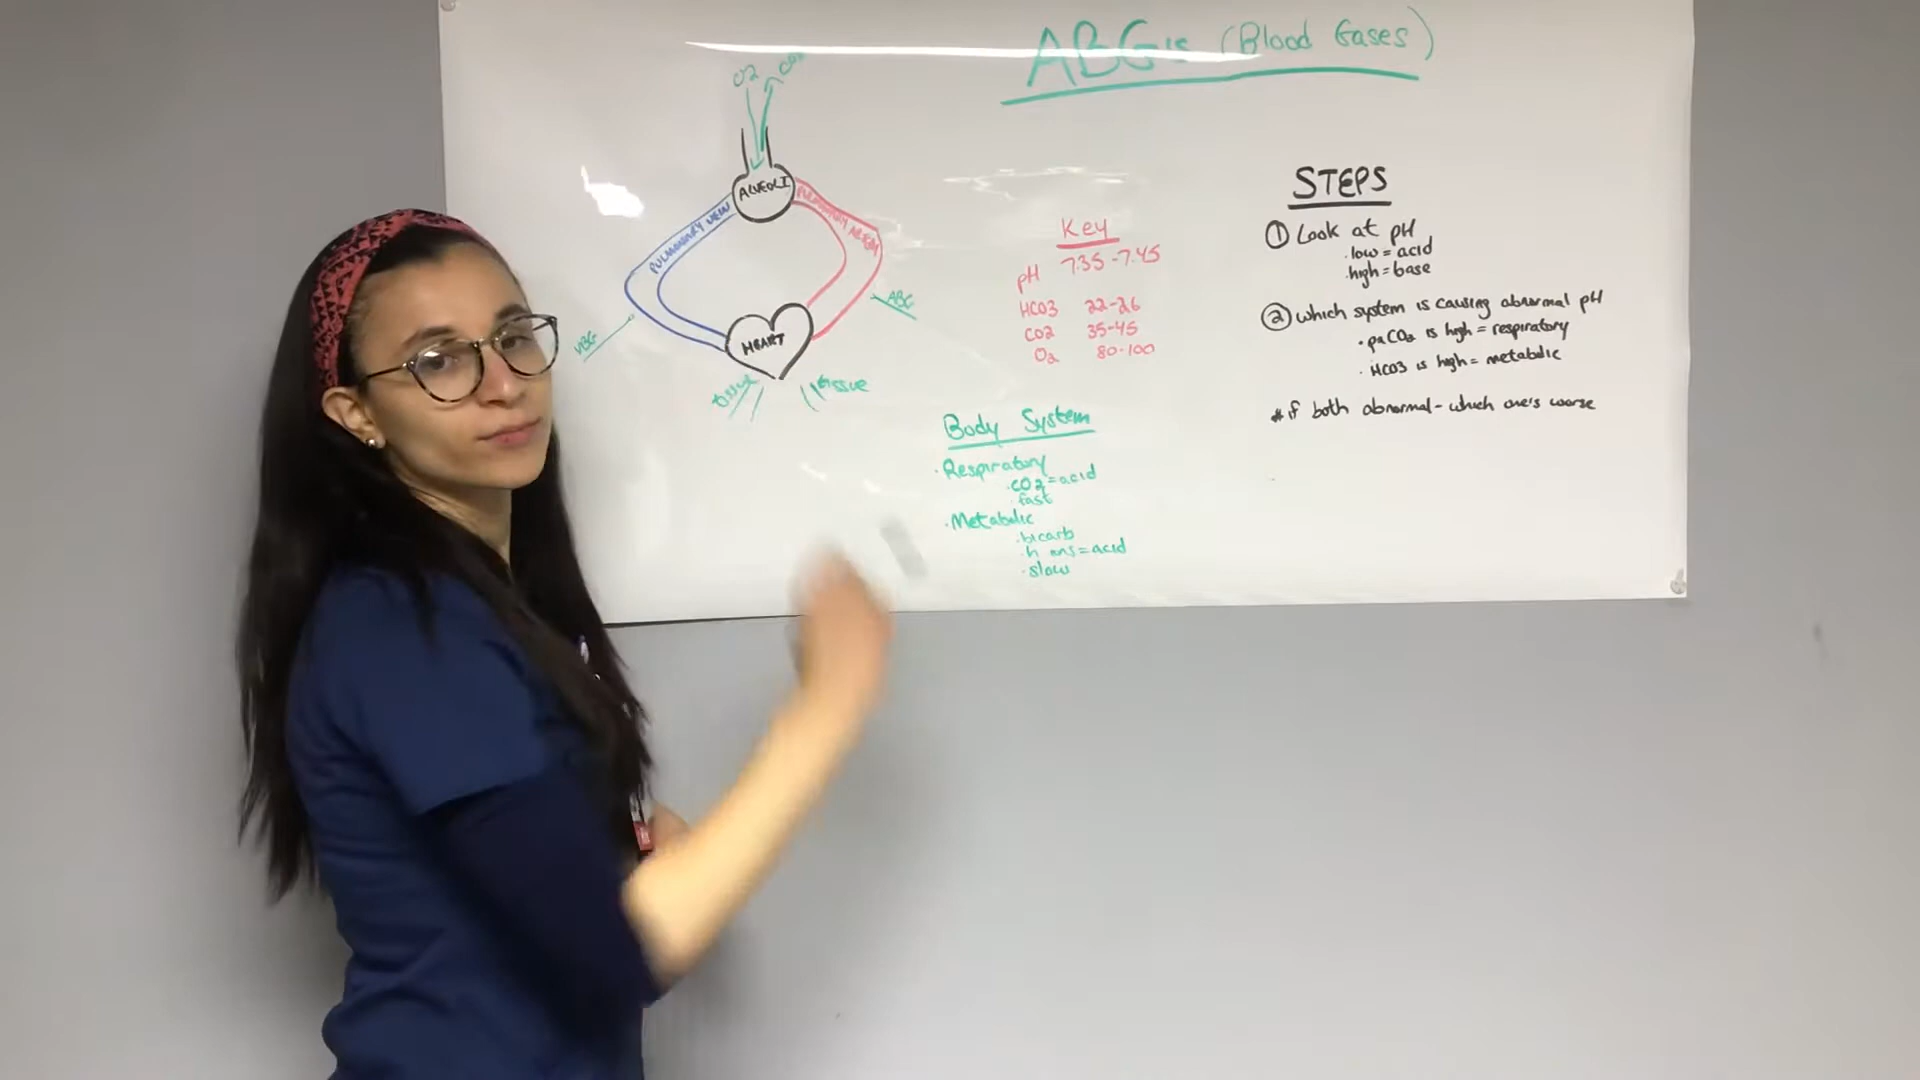 ABG's (Blood Gases)
O2
CO2
ALVEOLI
PULMONARY VEIN
PULMONARY
VBG
ABG
HEART
tissue
tissue
Key
pH 7.35-7.45
HCO3 22-26
CO2 35-45
O2 80-100
Body System
. Respiratory
. CO2=acid
. fast
. Metabolic
. bicarb
. h ons=acid
. slow
STEPS
① Look at pH
. low = acid
. high = base
② which system is causing abnormal pH
. paCO2 is high = respiratory
. HCO3 is high = metabolic
* if both abnormal - which one's worse